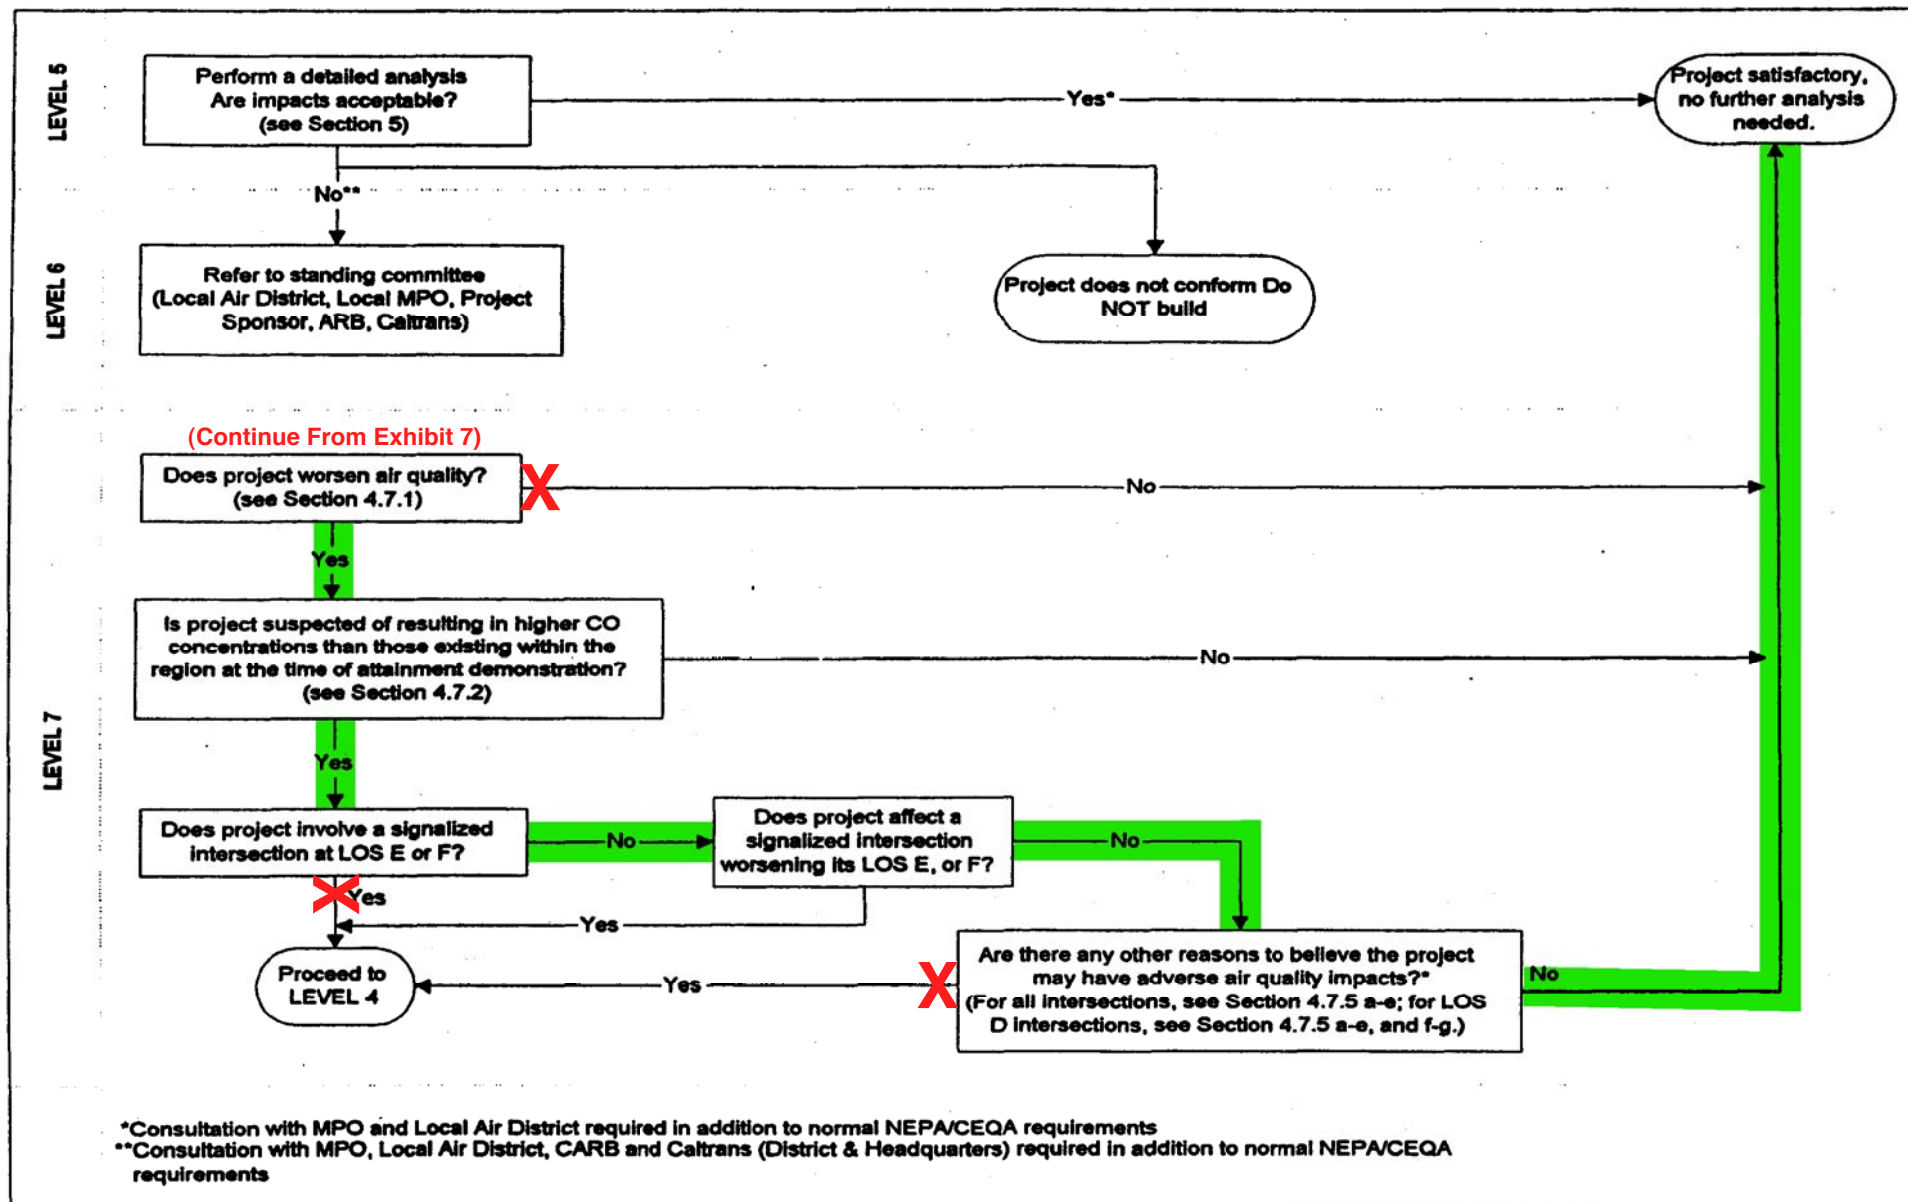 LEVEL 5
Perform a detailed analysis
Are impacts acceptable?
(see Section 5)
Yes*
Project satisfactory,
no further analysis
needed.
No**
LEVEL 6
Refer to standing committee
(Local Air District, Local MPO, Project
Sponsor, ARB, Caltrans)
Project does not conform Do
NOT build
(Continue From Exhibit 7)
LEVEL 7
Does project worsen air quality?
(see Section 4.7.1)
X
No
Yes
Is project suspected of resulting in higher CO
concentrations than those existing within the
region at the time of attainment demonstration?
(see Section 4.7.2)
No
Yes
Does project involve a signalized
intersection at LOS E or F?
No
Does project affect a
signalized intersection
worsening its LOS E, or F?
No
X
Yes
Yes
Proceed to
LEVEL 4
Yes
X
Are there any other reasons to believe the project
may have adverse air quality impacts?*
(For all intersections, see Section 4.7.5 a-e; for LOS
D intersections, see Section 4.7.5 a-e, and f-g.)
No
*Consultation with MPO and Local Air District required in addition to normal NEPA/CEQA requirements
**Consultation with MPO, Local Air District, CARB and Caltrans (District & Headquarters) required in addition to normal NEPA/CEQA
requirements